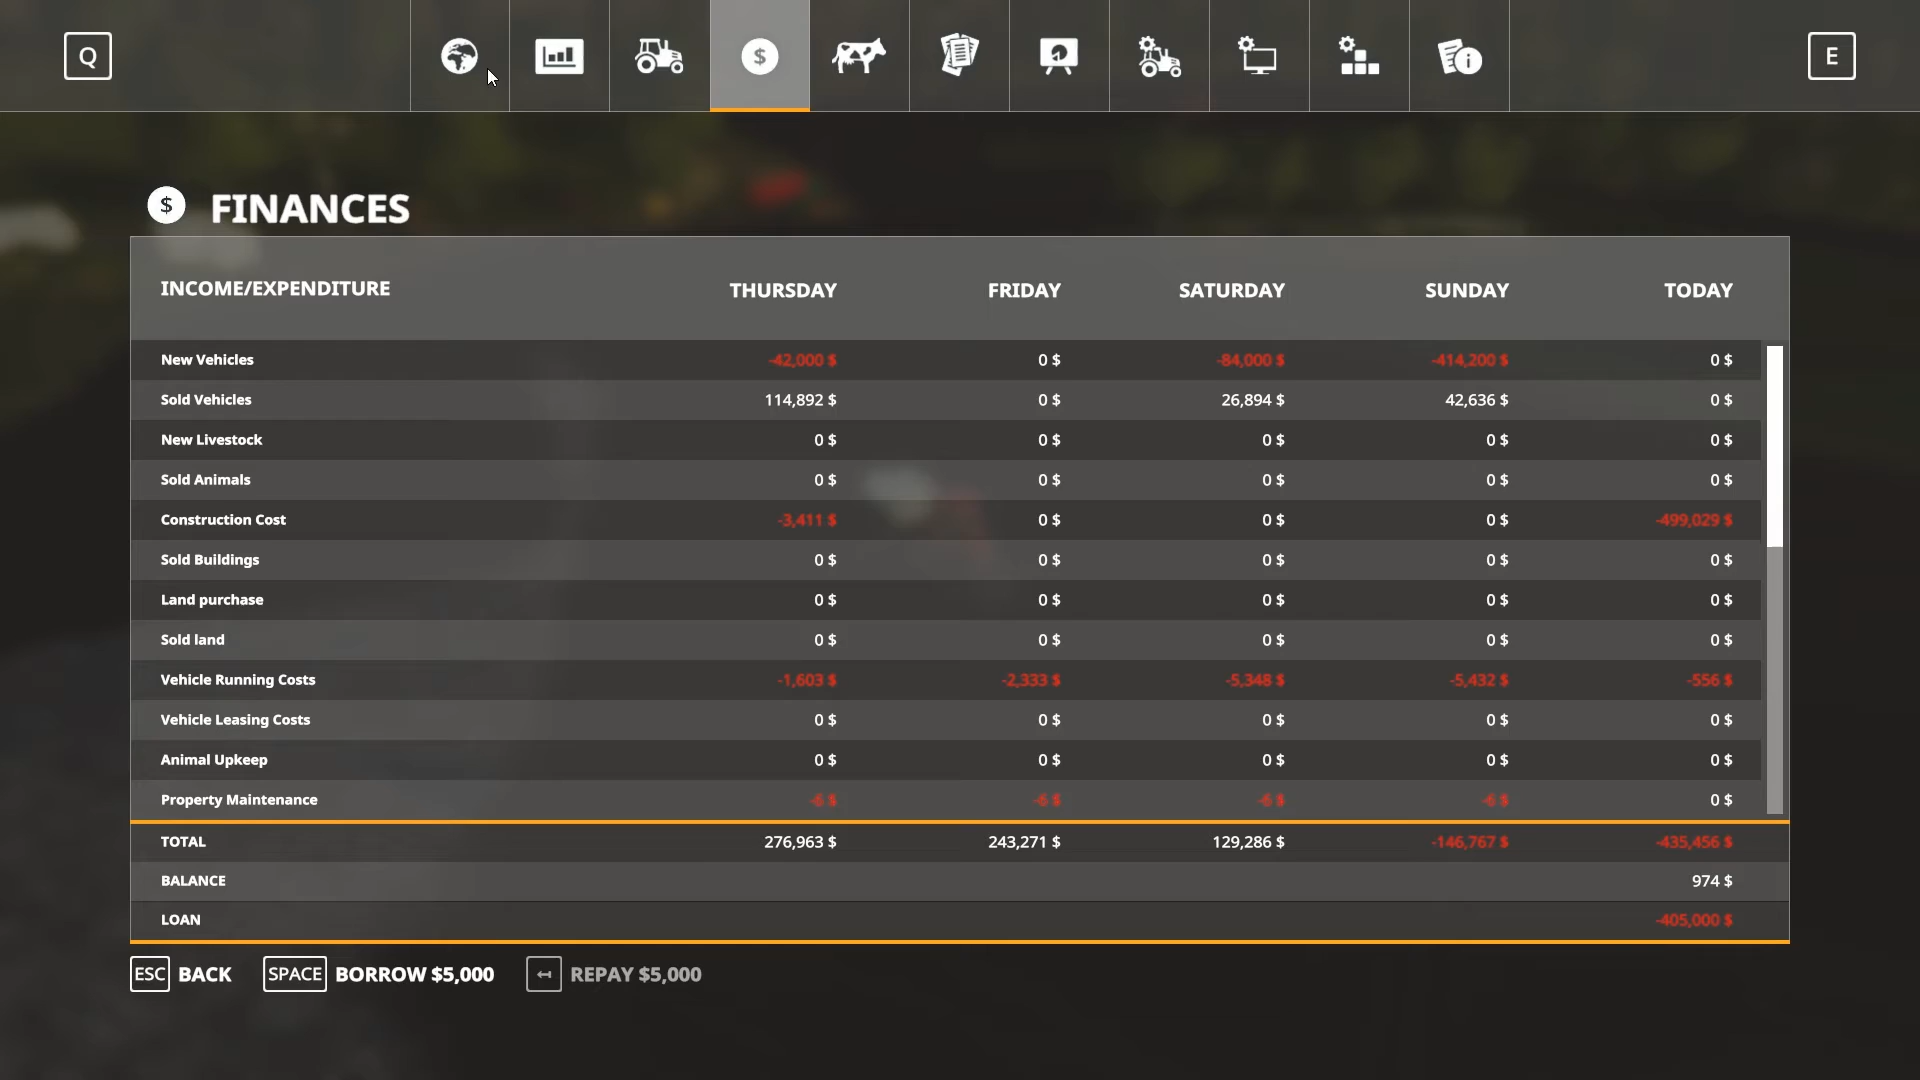 Q
$
E
$ FINANCES
INCOME/EXPENDITURE THURSDAY FRIDAY SATURDAY SUNDAY TODAY
New Vehicles -42,000 $ 0 $ -84,000 $ -414,200 $ 0 $
Sold Vehicles 114,892 $ 0 $ 26,894 $ 42,636 $ 0 $
New Livestock 0 $ 0 $ 0 $ 0 $ 0 $
Sold Animals 0 $ 0 $ 0 $ 0 $ 0 $
Construction Cost -3,411 $ 0 $ 0 $ 0 $ -499,029 $
Sold Buildings 0 $ 0 $ 0 $ 0 $ 0 $
Land purchase 0 $ 0 $ 0 $ 0 $ 0 $
Sold land 0 $ 0 $ 0 $ 0 $ 0 $
Vehicle Running Costs -1,603 $ -2,333 $ -5,348 $ -5,432 $ -556 $
Vehicle Leasing Costs 0 $ 0 $ 0 $ 0 $ 0 $
Animal Upkeep 0 $ 0 $ 0 $ 0 $ 0 $
Property Maintenance -6 $ -6 $ -6 $ -6 $ 0 $
TOTAL 276,963 $ 243,271 $ 129,286 $ -146,767 $ -435,456 $
BALANCE 974 $
LOAN -405,000 $
ESC BACK SPACE BORROW $5,000 REPAY $5,000